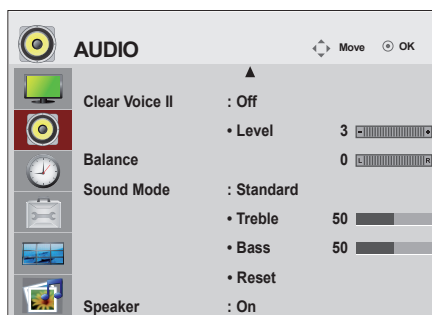 AUDIO Move OK
Clear Voice II : Off
• Level 3 - +
Balance 0 L R
Sound Mode : Standard
• Treble 50
• Bass 50
• Reset
Speaker : On